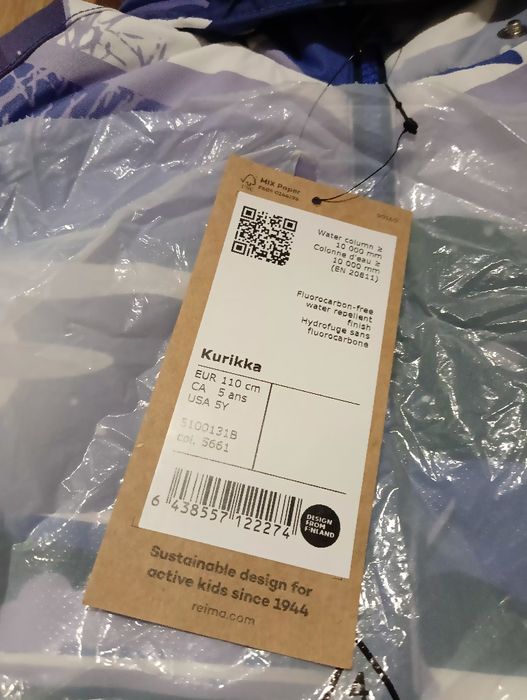 MIX Paper
Water column ≥
10 000 mm
Colonne d'eau ≥
10 000 mm
(EN 20811)
Fluorocarbon-free
water repellent
finish
Hydrofuge sans
fluorocarbone
Kurikka
EUR 110 cm
CA 5 ans
USA 5Y
5100131B
col. 5661
6 438557 122274
DESIGN
FROM
FINLAND
Sustainable design for
active kids since 1944
reima.com